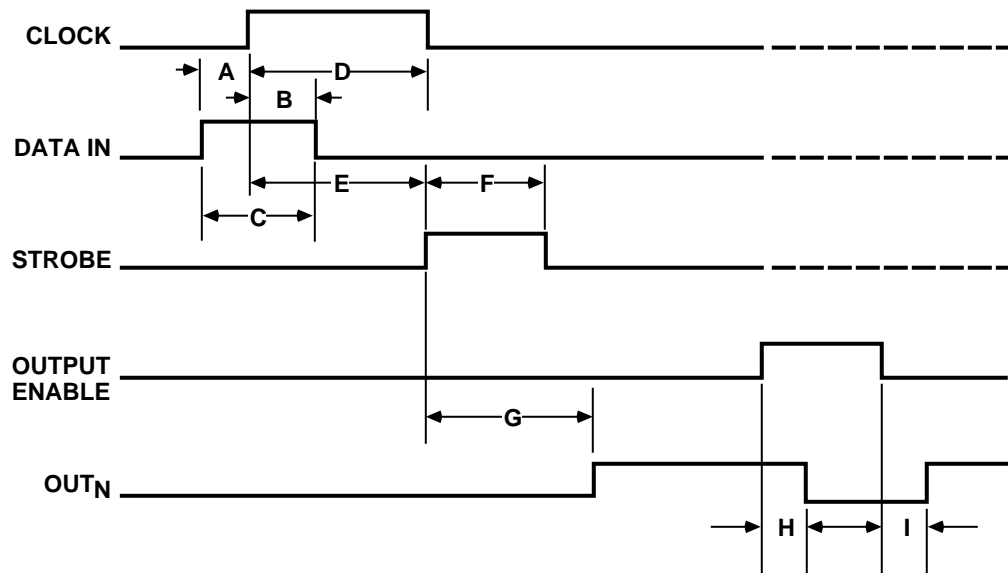 CLOCK
A
D
B
DATA IN
E
F
C
STROBE
OUTPUT
ENABLE
G
OUTN
H
I